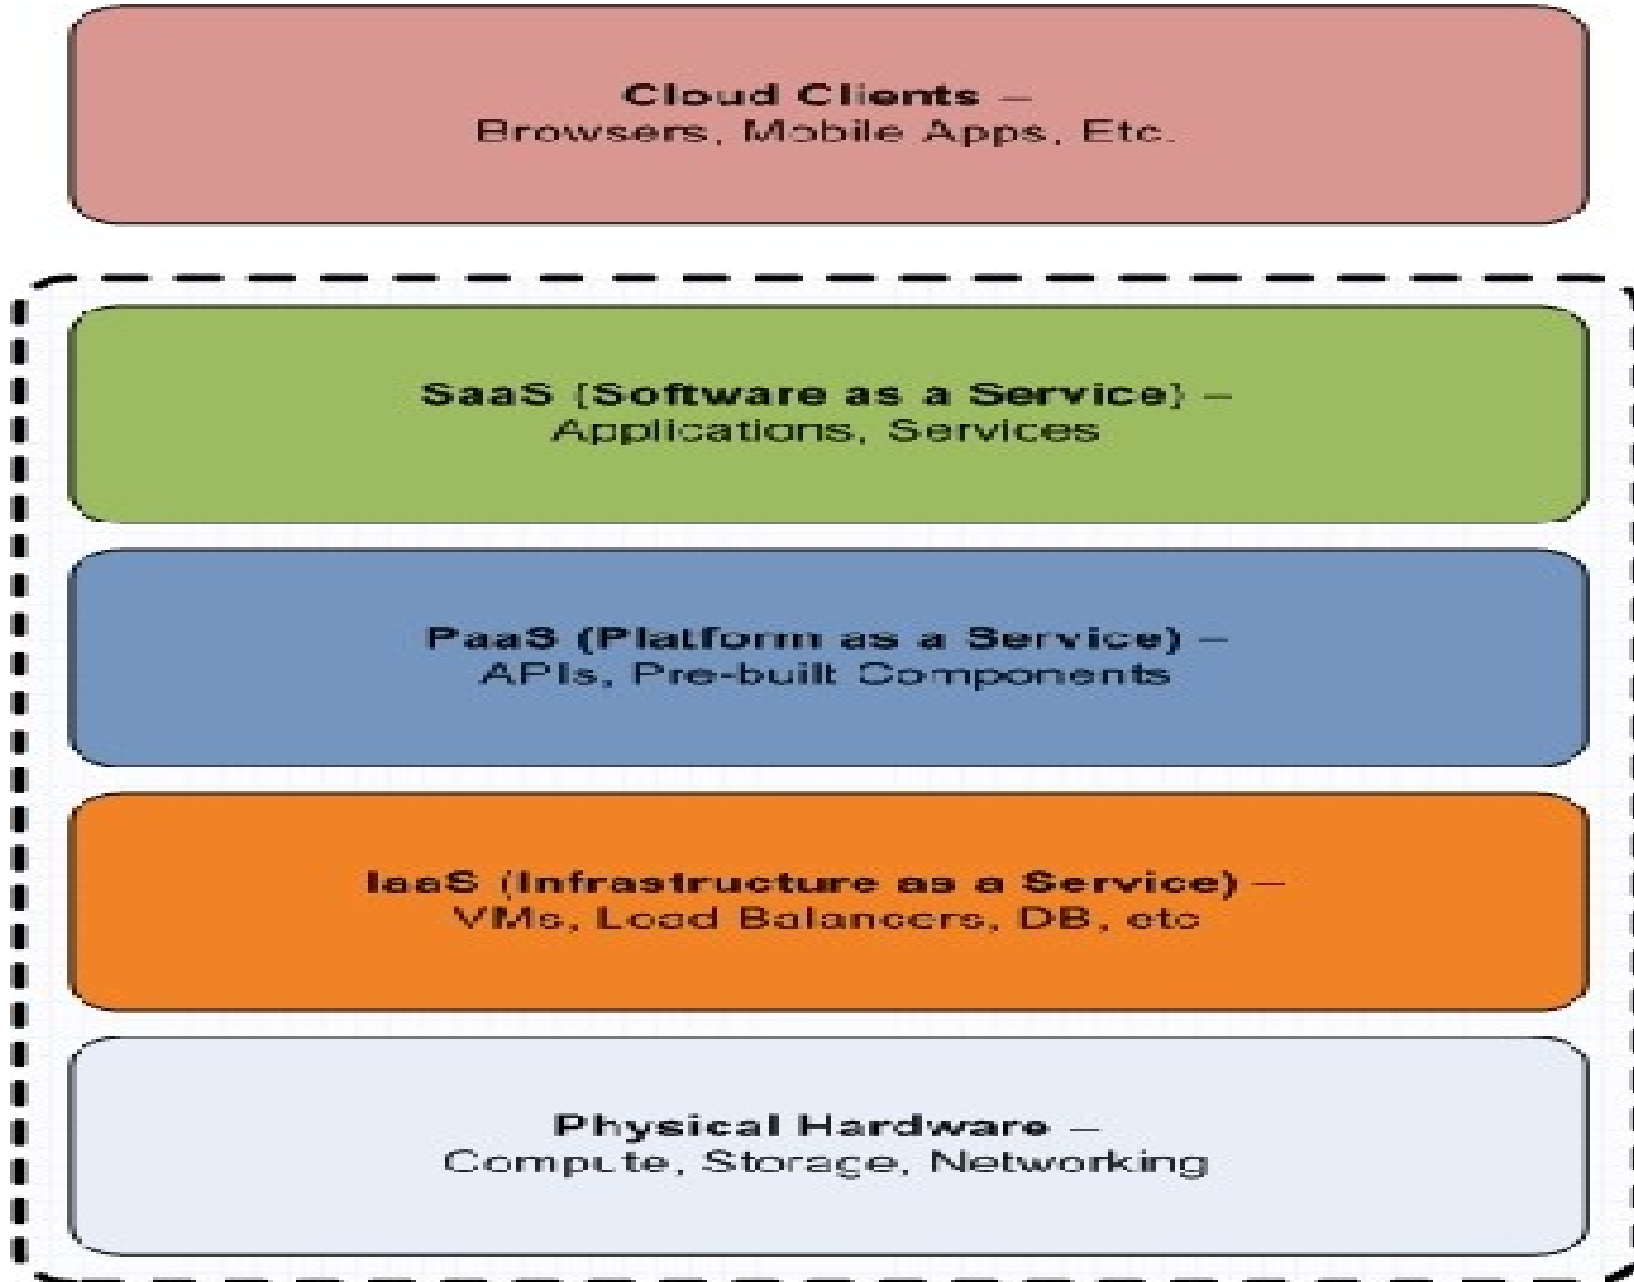 Cloud Clients –
Browsers, Mobile Apps, Etc.
SaaS (Software as a Service) –
Applications, Services
PaaS (Platform as a Service) –
APIs, Pre-built Components
IaaS (Infrastructure as a Service) –
VMs, Load Balancers, DB, etc
Physical Hardware –
Compute, Storage, Networking